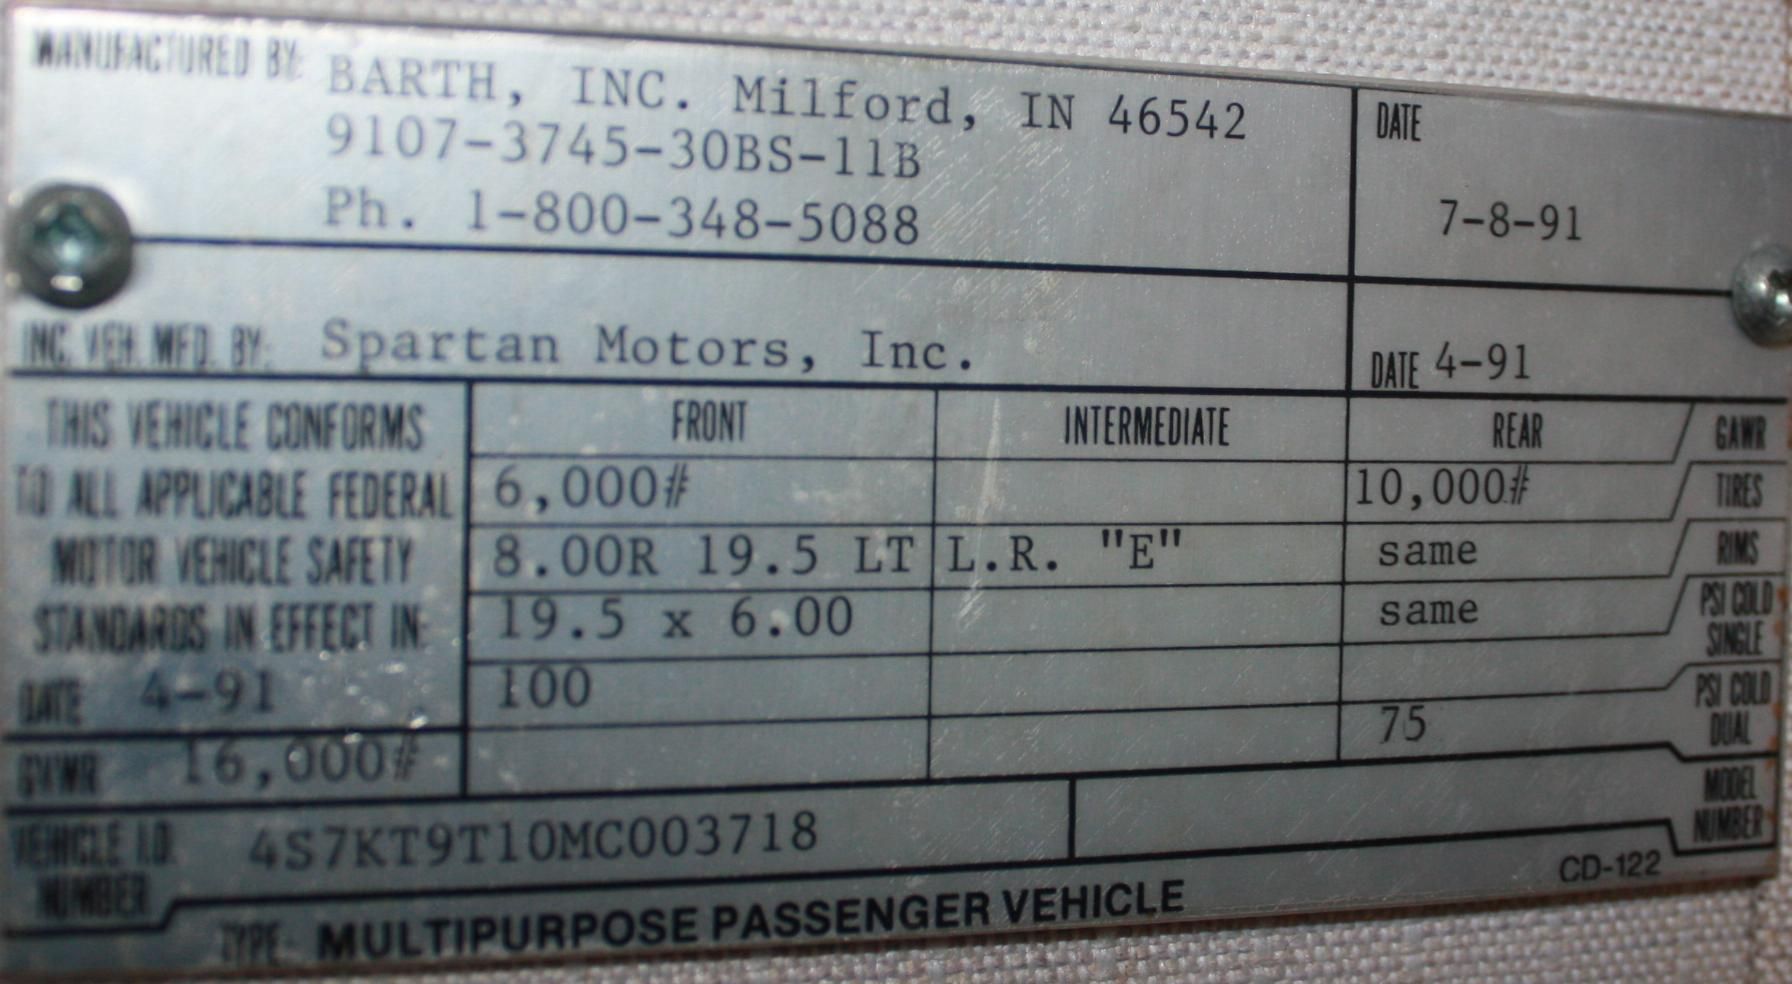 MANUFACTURED BY: BARTH, INC. Milford, IN 46542
9107-3745-30BS-11B
Ph. 1-800-348-5088
DATE
7-8-91
INC. VEH. MFD. BY: Spartan Motors, Inc.
DATE 4-91
THIS VEHICLE CONFORMS
TO ALL APPLICABLE FEDERAL
MOTOR VEHICLE SAFETY
STANDARDS IN EFFECT IN:
DATE 4-91
GVWR 16,000#
FRONT INTERMEDIATE REAR GAWR
6,000# 10,000# TIRES
8.00R 19.5 LT L.R. "E" same RIMS
19.5 x 6.00 same PSI COLD SINGLE
100 PSI COLD DUAL
75
MODEL NUMBER
VEHICLE I.D. NUMBER 4S7KT9T10MC003718
CD-122
TYPE: MULTIPURPOSE PASSENGER VEHICLE